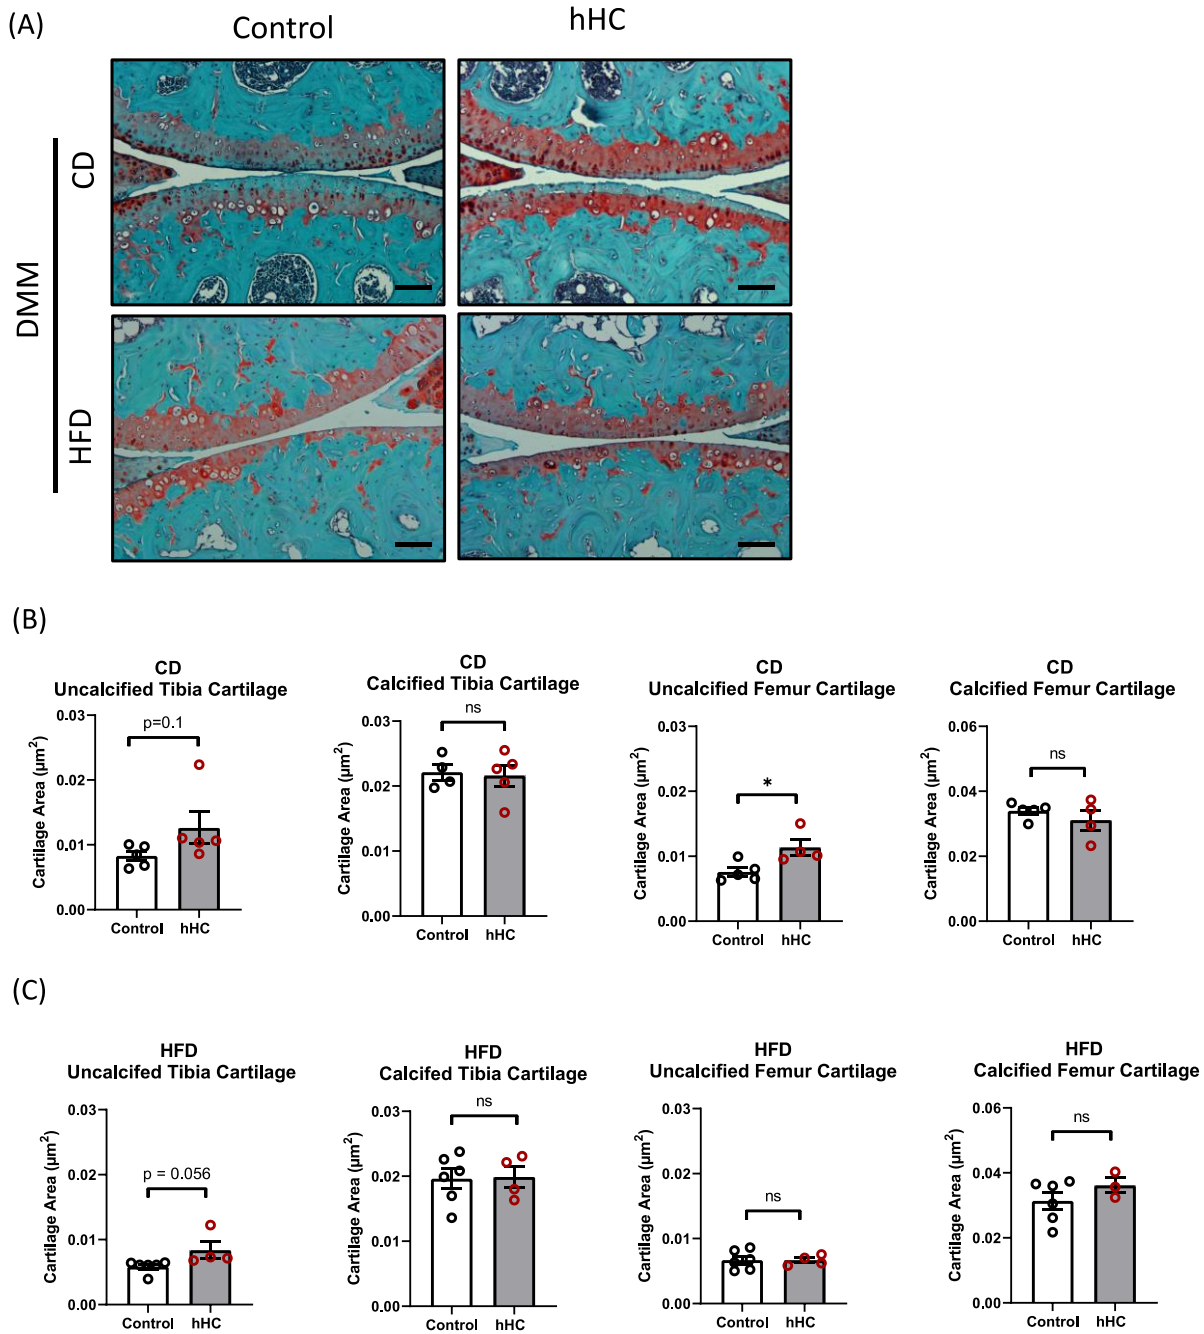 (A)
Control
hHC
DMM
CD
HFD
(B)
CD
Uncalcified Tibia Cartilage
Cartilage Area (µm²)
0.03
0.02
0.01
0.00
p=0.1
Control
hHC
CD
Calcified Tibia Cartilage
Cartilage Area (µm²)
0.03
0.02
0.01
0.00
ns
Control
hHC
CD
Uncalcified Femur Cartilage
Cartilage Area (µm²)
0.03
0.02
0.01
0.00
*
Control
hHC
CD
Calcified Femur Cartilage
Cartilage Area (µm²)
0.06
0.04
0.02
0.00
ns
Control
hHC
(C)
HFD
Uncalcifed Tibia Cartilage
Cartilage Area (µm²)
0.03
0.02
0.01
0.00
p = 0.056
Control
hHC
HFD
Calcifed Tibia Cartilage
Cartilage Area (µm²)
0.03
0.02
0.01
0.00
ns
Control
hHC
HFD
Uncalcified Femur Cartilage
Cartilage Area (µm²)
0.03
0.02
0.01
0.00
ns
Control
hHC
HFD
Calcified Femur Cartilage
Cartilage Area (µm²)
0.06
0.04
0.02
0.00
ns
Control
hHC